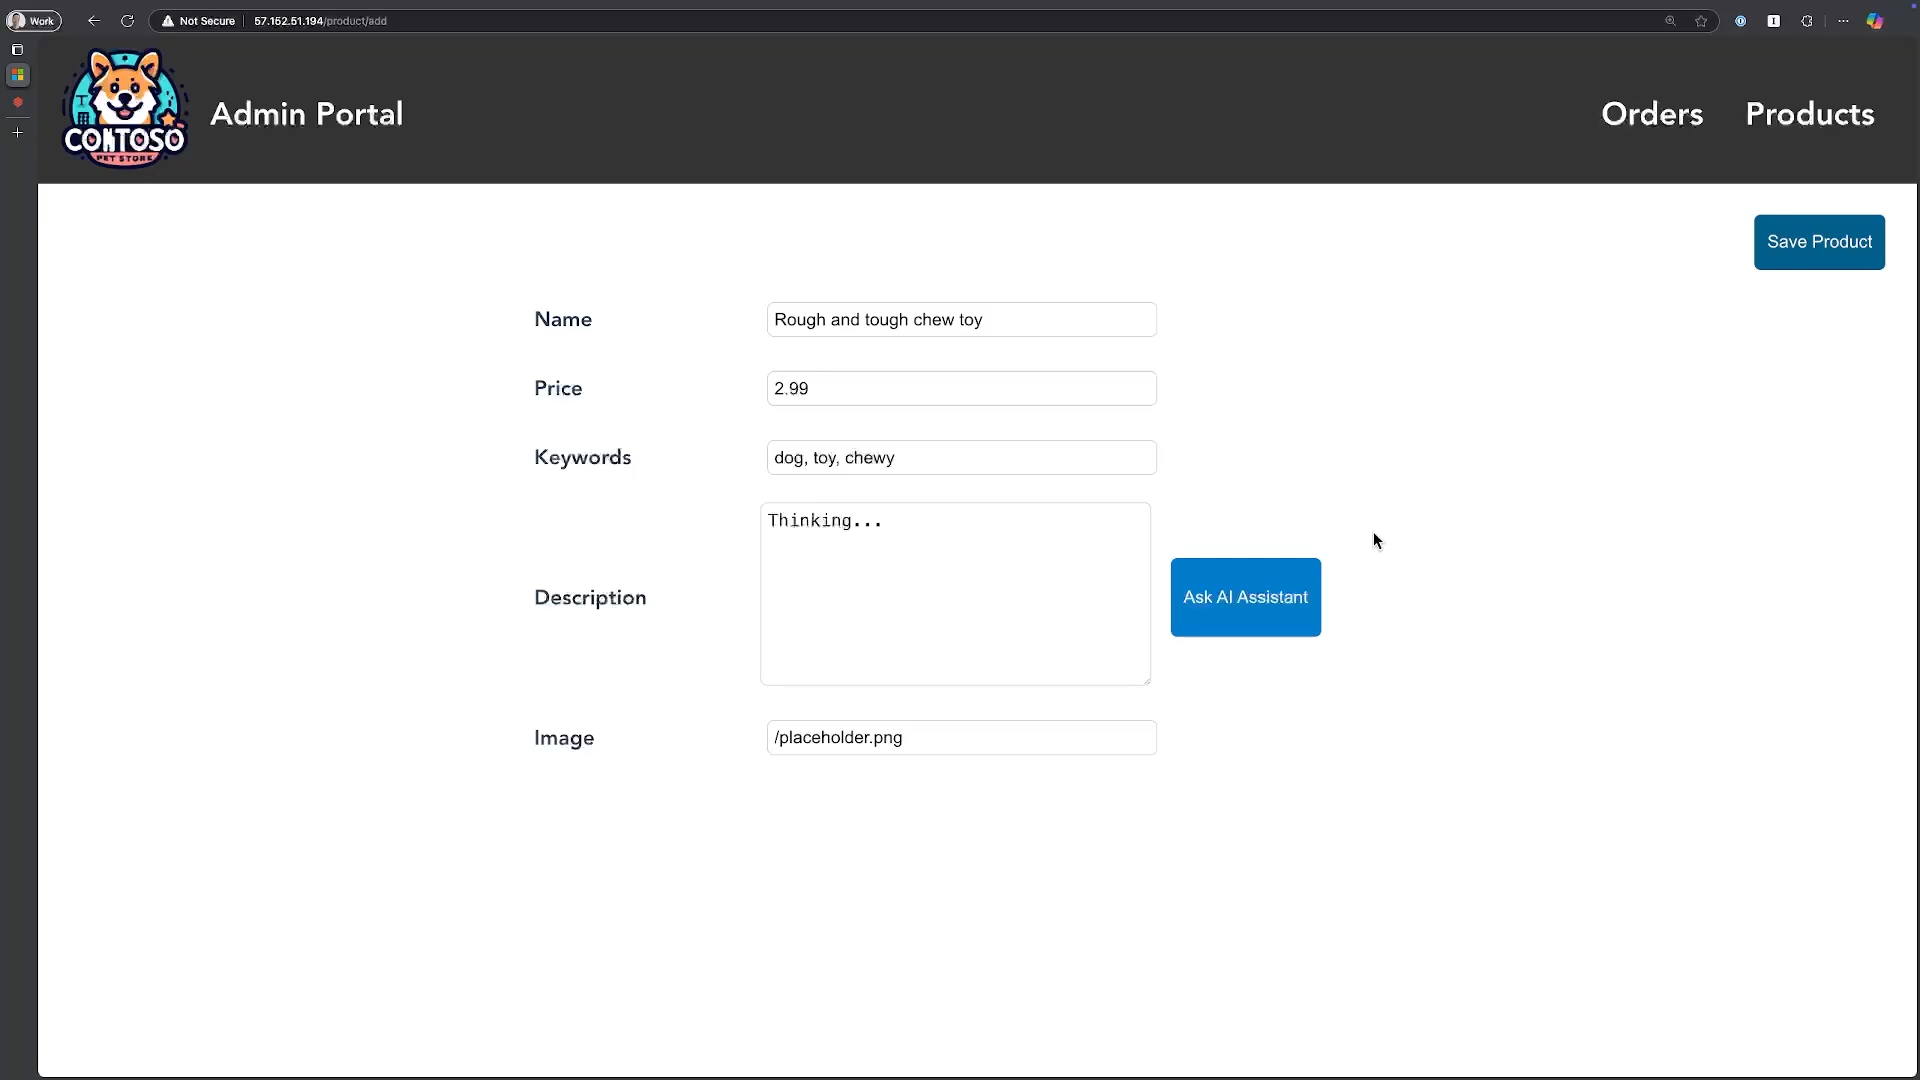 Work
Not Secure
57.152.51.194/product/add
CONTOSO
PET STORE
Admin Portal
Orders
Products
Save Product
Name
Rough and tough chew toy
Price
2.99
Keywords
dog, toy, chewy
Description
Thinking...
Ask AI Assistant
Image
/placeholder.png